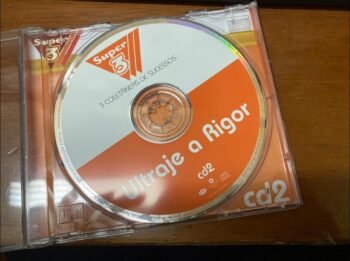 Super
3
Super
3
3 COLETÂNEAS DE SUCESSOS
Ultraje a Rigor
cd2
cd2